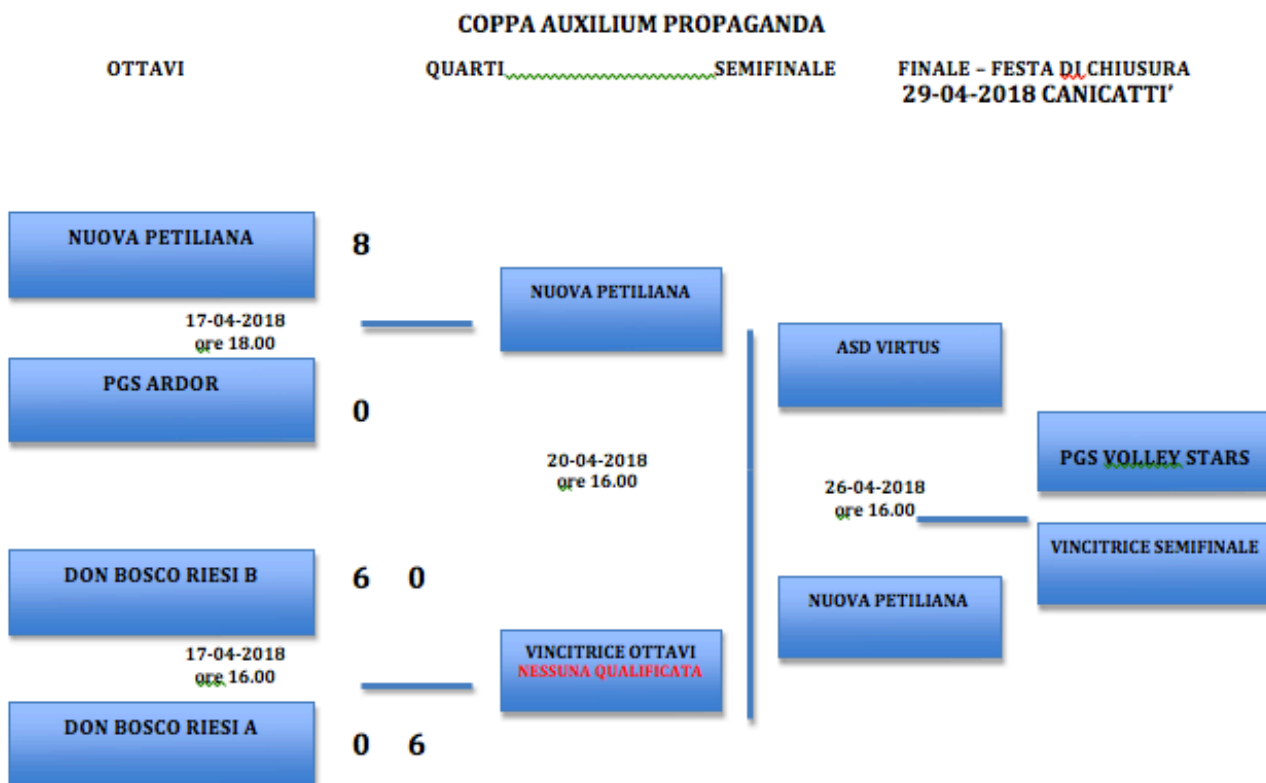 COPPA AUXILIUM PROPAGANDA
OTTAVI
QUARTI SEMIFINALE
FINALE – FESTA DI CHIUSURA
29-04-2018 CANICATTI’
NUOVA PETILIANA
8
17-04-2018
ore 18.00
PGS ARDOR
0
DON BOSCO RIESI B
6 0
17-04-2018
ore 16.00
DON BOSCO RIESI A
0 6
NUOVA PETILIANA
20-04-2018
ore 16.00
VINCITRICE OTTAVI
NESSUNA QUALIFICATA
ASD VIRTUS
26-04-2018
ore 16.00
NUOVA PETILIANA
PGS VOLLEY STARS
VINCITRICE SEMIFINALE